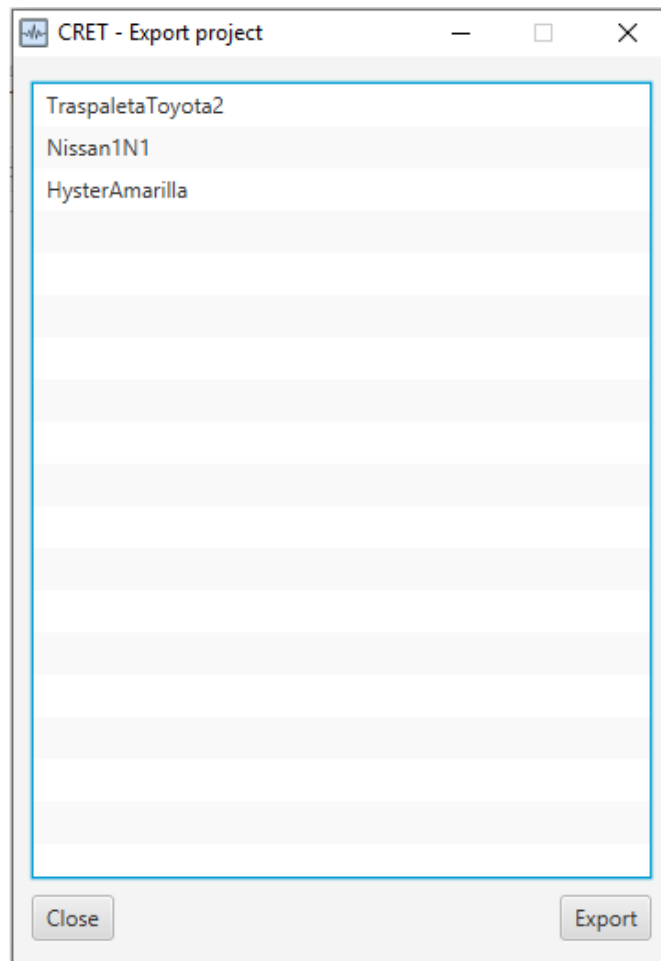 CRET - Export project
TraspaletaToyota2
Nissan1N1
HysterAmarilla
Close
Export